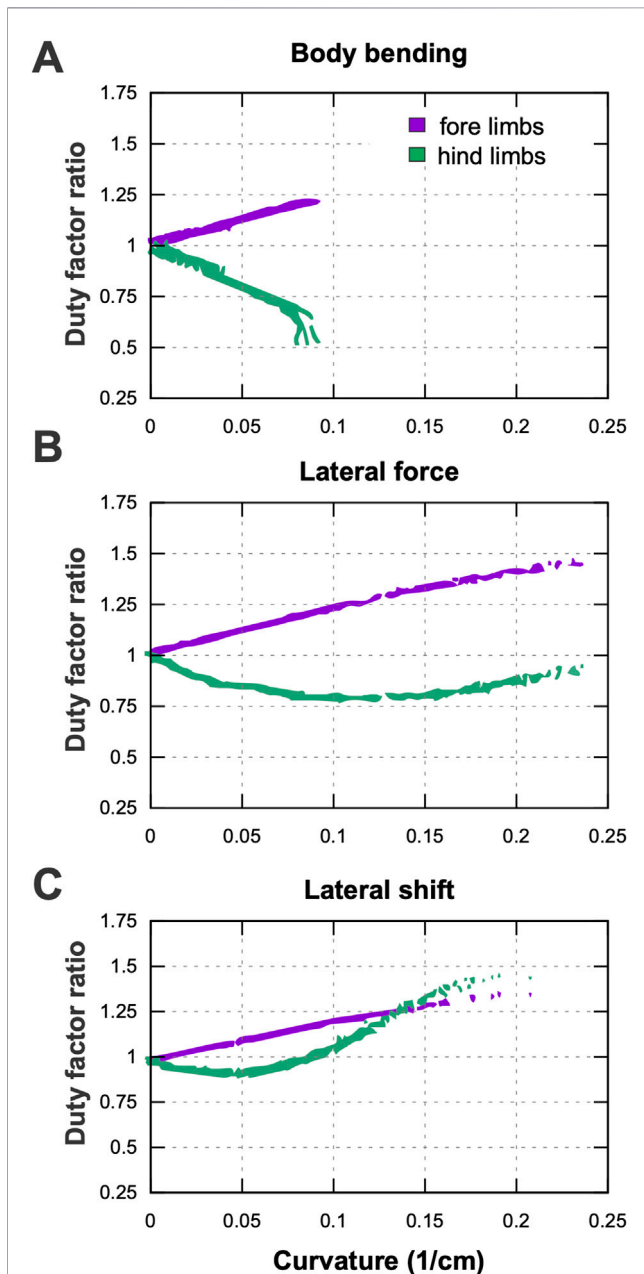 A
Body bending
1.75
1.5
1.25
1
0.75
0.5
0.25
Duty factor ratio
fore limbs
hind limbs
0 0.05 0.1 0.15 0.2 0.25
B
Lateral force
1.75
1.5
1.25
1
0.75
0.5
0.25
Duty factor ratio
0 0.05 0.1 0.15 0.2 0.25
C
Lateral shift
1.75
1.5
1.25
1
0.75
0.5
0.25
Duty factor ratio
0 0.05 0.1 0.15 0.2 0.25
Curvature (1/cm)